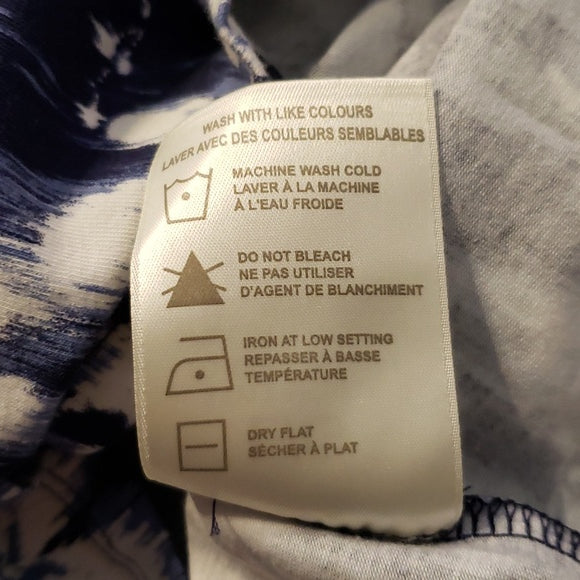 WASH WITH LIKE COLOURS
LAVER AVEC DES COULEURS SEMBLABLES
MACHINE WASH COLD
LAVER À LA MACHINE
À L'EAU FROIDE
DO NOT BLEACH
NE PAS UTILISER
D'AGENT DE BLANCHIMENT
IRON AT LOW SETTING
REPASSER À BASSE
TEMPÉRATURE
DRY FLAT
SÉCHER À PLAT